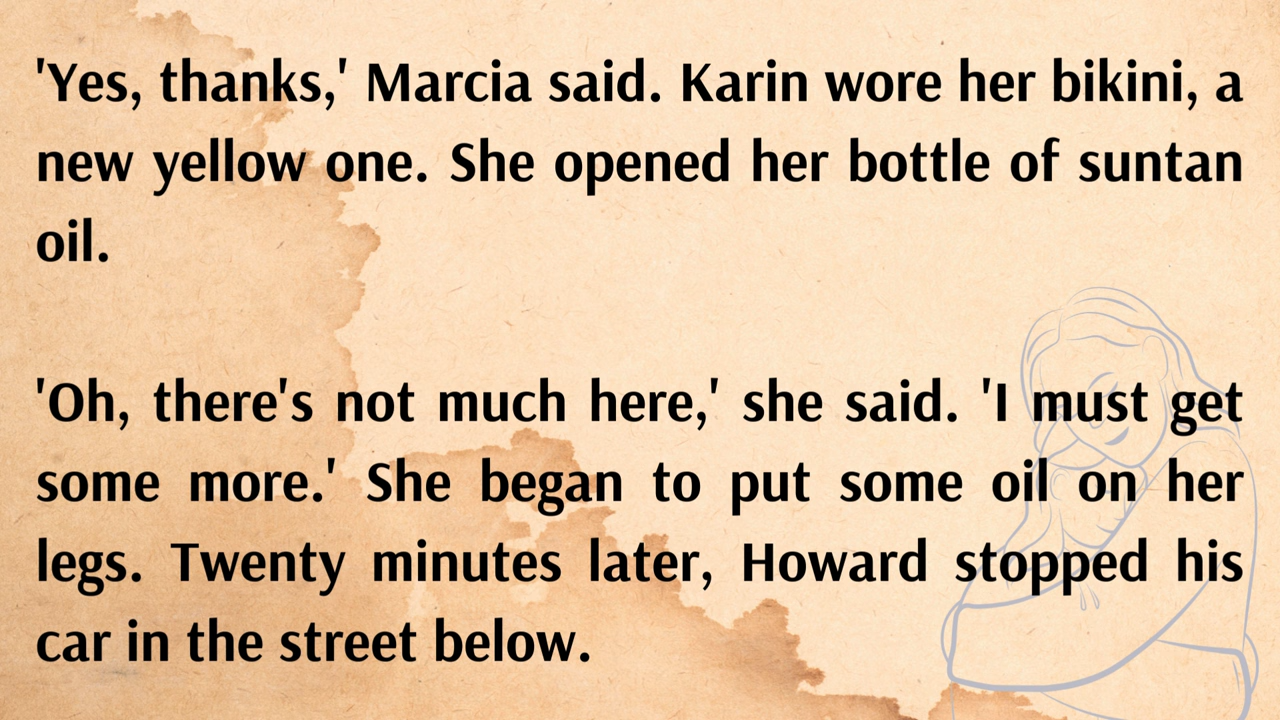 'Yes, thanks,' Marcia said. Karin wore her bikini, a
new yellow one. She opened her bottle of suntan
oil.
'Oh, there's not much here,' she said. 'I must get
some more.' She began to put some oil on her
legs. Twenty minutes later, Howard stopped his
car in the street below.